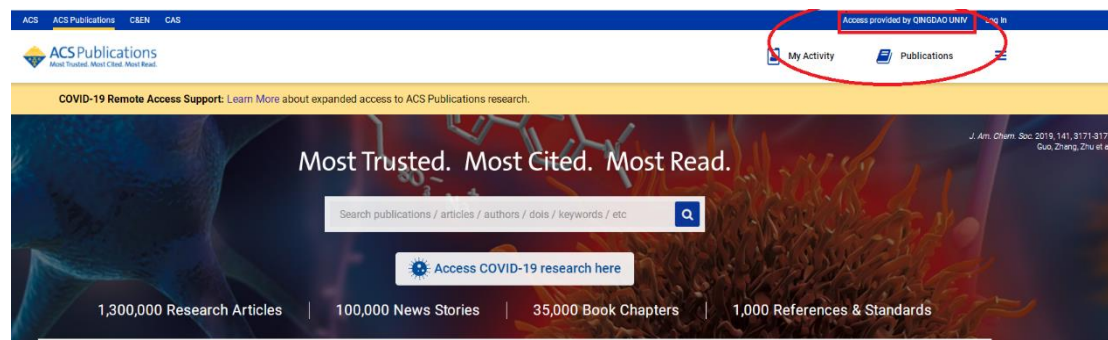 ACS ACS Publications C&EN CAS Access provided by QINGDAO UNIV Log In
ACS Publications
Most Trusted. Most Cited. Most Read.
My Activity Publications
COVID-19 Remote Access Support: Learn More about expanded access to ACS Publications research.
J. Am. Chem. Soc. 2019, 141, 3171-317
Guo, Zheng, Zhu et a
Most Trusted. Most Cited. Most Read.
Search publications / articles / authors / dois / keywords / etc
Access COVID-19 research here
1,300,000 Research Articles | 100,000 News Stories | 35,000 Book Chapters | 1,000 References & Standards